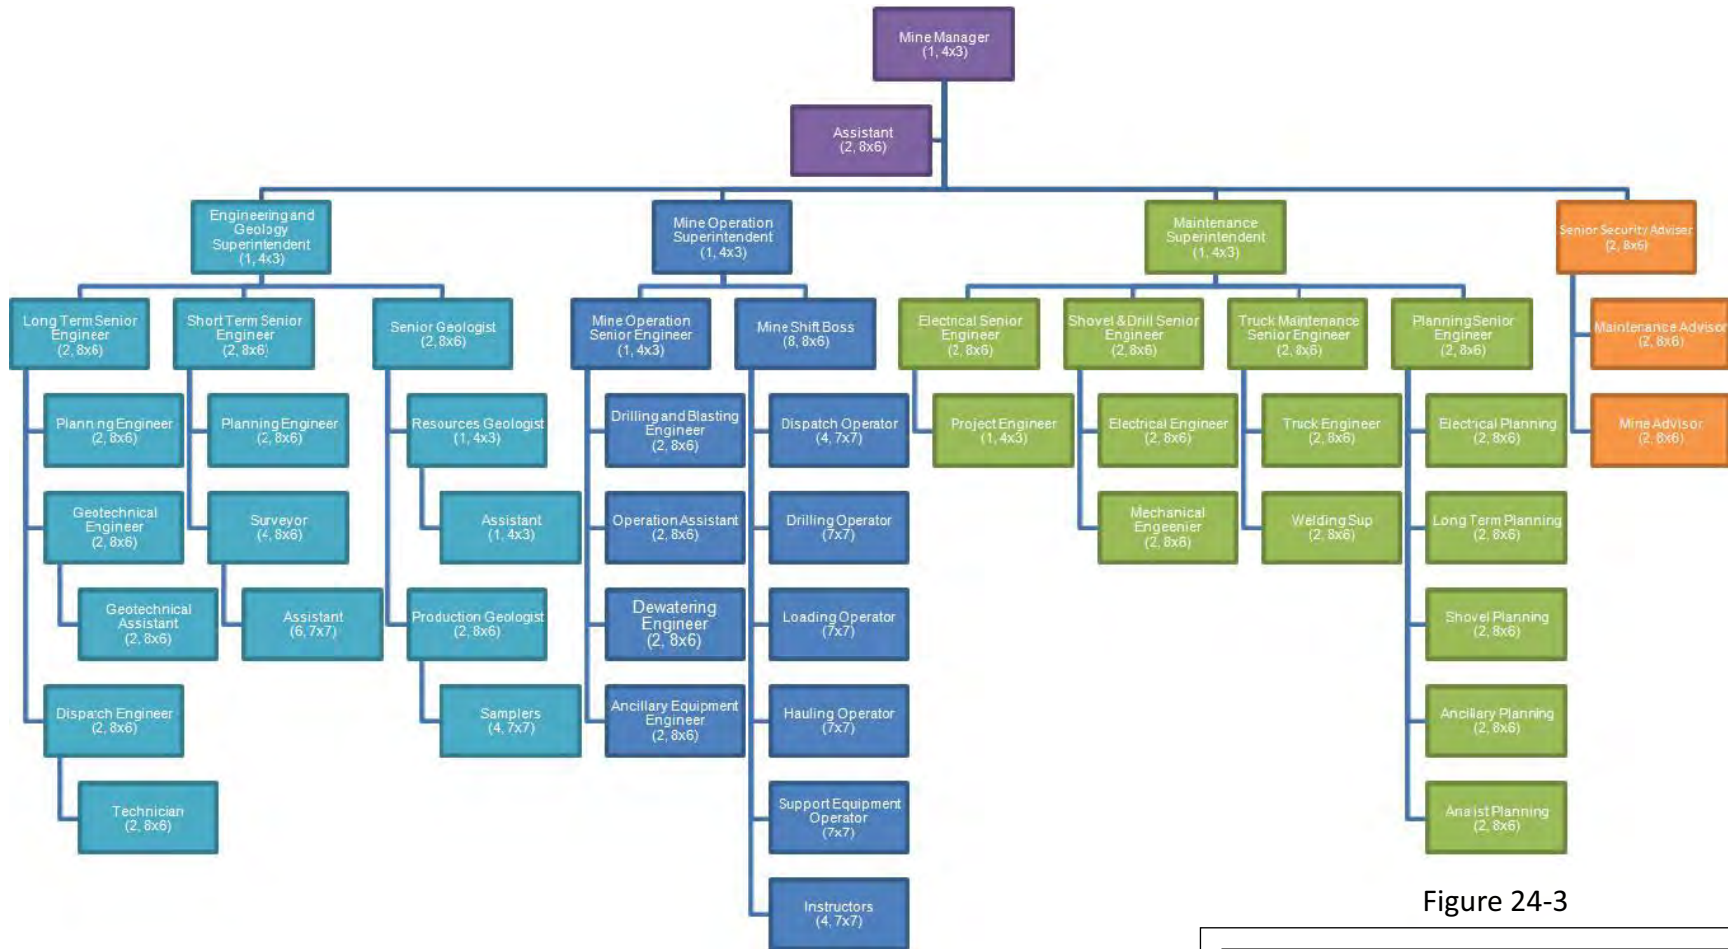 Mine Manager
(1, 4x3)
Assistant
(2, 8x6)
Engineering and
Geology
Superintendent
(1, 4x3)
Mine Operation
Superintendent
(1, 4x3)
Maintenance
Superintendent
(1, 4x3)
Senior Security Adviser
(2, 8x6)
Long Term Senior
Engineer
(2, 8x6)
Short Term Senior
Engineer
(2, 8x6)
Senior Geologist
(2, 8x6)
Mine Operation
Senior Engineer
(1, 4x3)
Mine Shift Boss
(8, 8x6)
Electrical Senior
Engineer
(2, 8x6)
Shovel & Drill Senior
Engineer
(2, 8x6)
Truck Maintenance
Senior Engineer
(2, 8x6)
Planning Senior
Engineer
(2, 8x6)
Maintenance Advisor
(2, 8x6)
Planning Engineer
(2, 8x6)
Planning Engineer
(2, 8x6)
Resources Geologist
(1, 4x3)
Drilling and Blasting
Engineer
(2, 8x6)
Dispatch Operator
(4, 7x7)
Project Engineer
(1, 4x3)
Electrical Engineer
(2, 8x6)
Truck Engineer
(2, 8x6)
Electrical Planning
(2, 8x6)
Mine Advisor
(2, 8x6)
Geotechnical
Engineer
(2, 8x6)
Surveyor
(4, 8x6)
Assistant
(1, 4x3)
Operation Assistant
(2, 8x6)
Drilling Operator
(7x7)
Mechanical
Engeenier
(2, 8x6)
Welding Sup
(2, 8x6)
Long Term Planning
(2, 8x6)
Geotechnical
Assistant
(2, 8x6)
Assistant
(6, 7x7)
Production Geologist
(2, 8x6)
Dewatering
Engineer
(2, 8x6)
Loading Operator
(7x7)
Shovel Planning
(2, 8x6)
Dispatch Engineer
(2, 8x6)
Samplers
(4, 7x7)
Ancillary Equipment
Engineer
(2, 8x6)
Hauling Operator
(7x7)
Ancillary Planning
(2, 8x6)
Technician
(2, 8x6)
Support Equipment
Operator
(7x7)
Analist Planning
(2, 8x6)
Instructors
(4, 7x7)
Figure 24-3